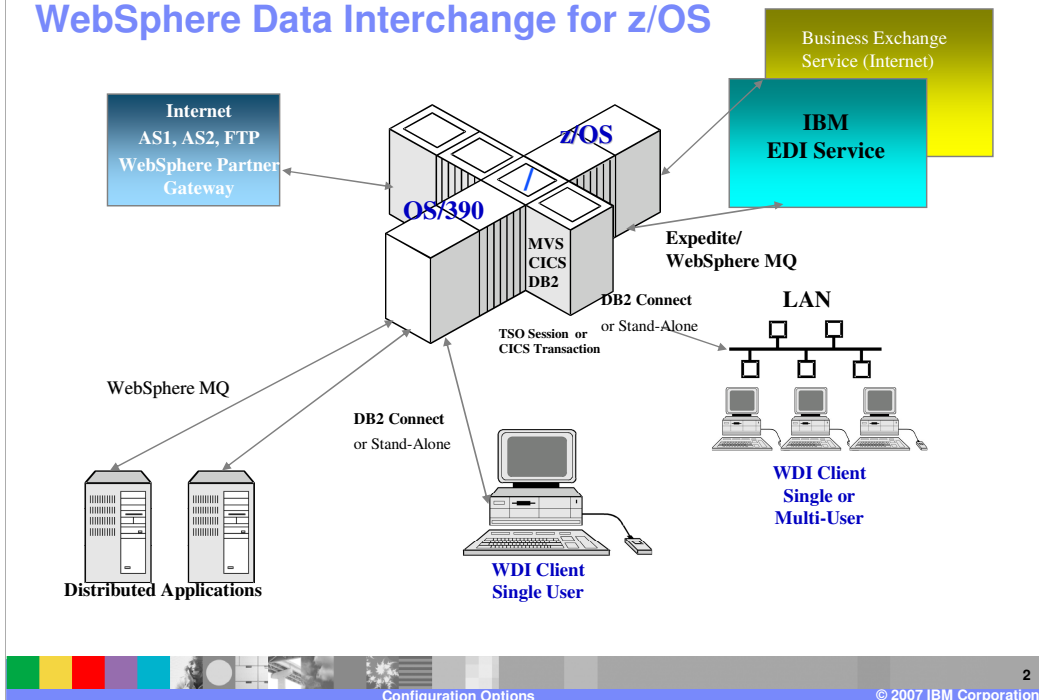 WebSphere Data Interchange for z/OS
Business Exchange
Service (Internet)
Internet
AS1, AS2, FTP
WebSphere Partner
Gateway
z/OS
IBM
EDI Service
OS/390
MVS
CICS
DB2
Expedite/
WebSphere MQ
DB2 Connect
or Stand-Alone
LAN
TSO Session or
CICS Transaction
WebSphere MQ
DB2 Connect
or Stand-Alone
WDI Client
Single or
Multi-User
WDI Client
Single User
Distributed Applications
2
Configuration Options
© 2007 IBM Corporation